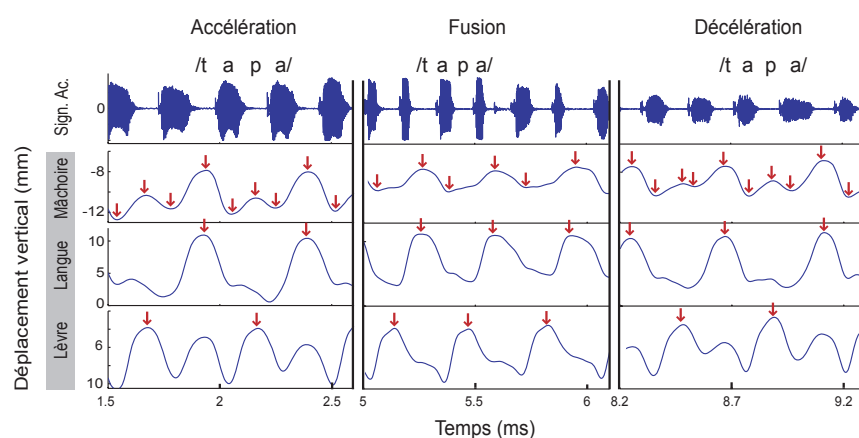 Accélération Fusion Décélération
/t a p a/ /t a p a/ /t a p a/
Sign. Ac.
0
Déplacement vertical (mm)
Mâchoire
-8
-12
Langue
10
5
0
Lèvre
6
10
1.5 2 2.5 5 5.5 6 8.2 8.7 9.2
Temps (ms)